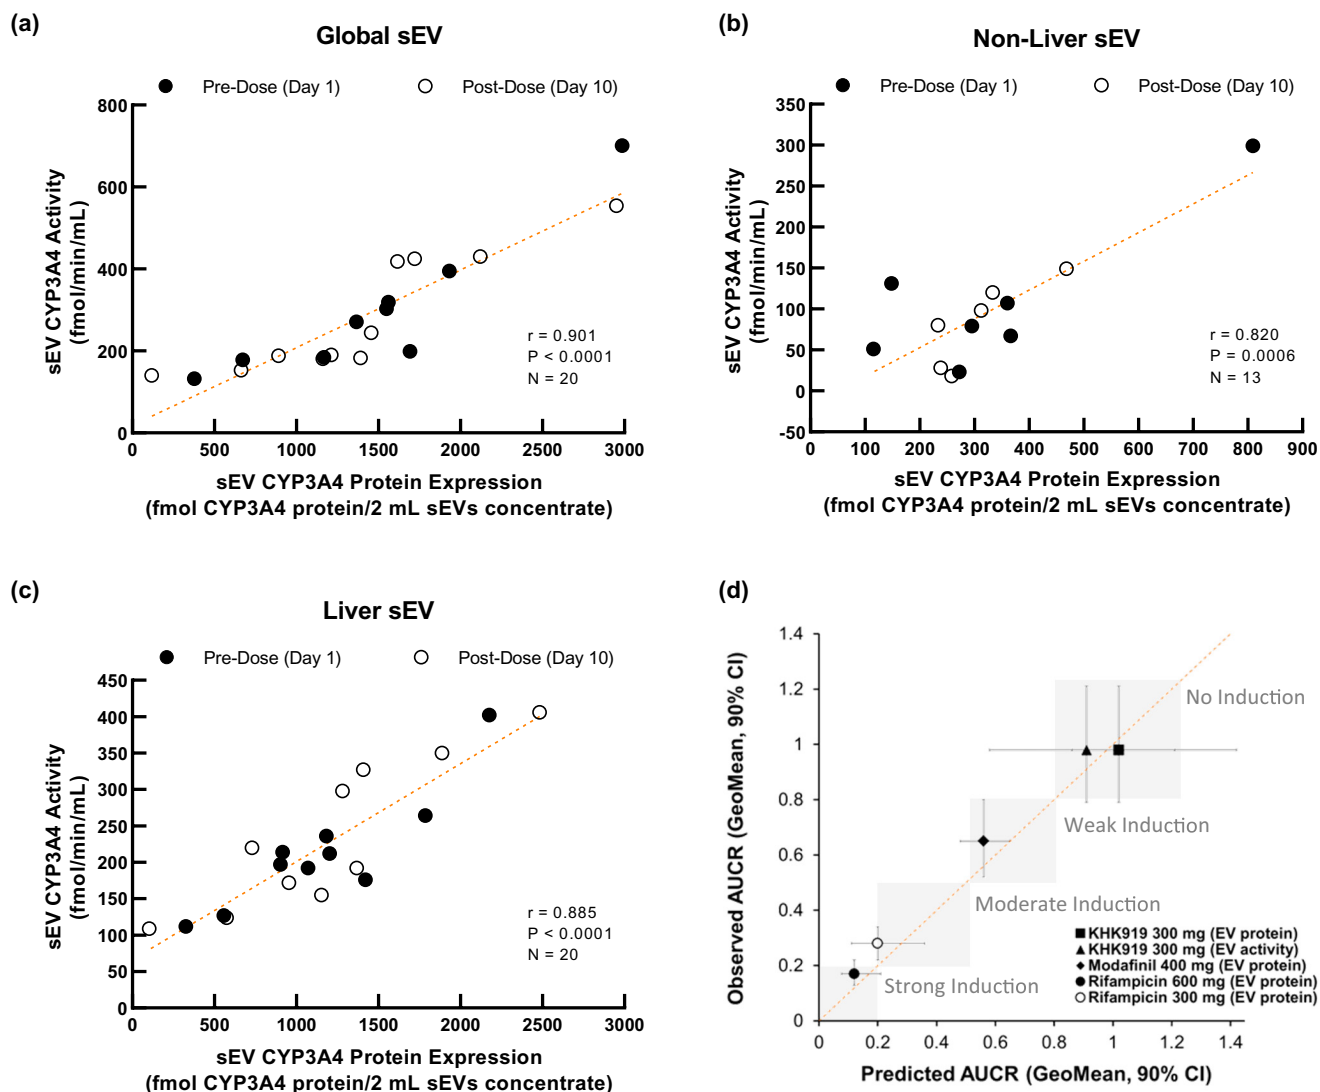 (a)
Global sEV
Pre-Dose (Day 1)
Post-Dose (Day 10)
800
600
400
200
0
sEV CYP3A4 Activity
(fmol/min/mL)
r = 0.901
P < 0.0001
N = 20
0 500 1000 1500 2000 2500 3000
sEV CYP3A4 Protein Expression
(fmol CYP3A4 protein/2 mL sEVs concentrate)
(b)
Non-Liver sEV
Pre-Dose (Day 1)
Post-Dose (Day 10)
350
300
250
200
150
100
50
0
-50
sEV CYP3A4 Activity
(fmol/min/mL)
r = 0.820
P = 0.0006
N = 13
0 100 200 300 400 500 600 700 800 900
sEV CYP3A4 Protein Expression
(fmol CYP3A4 protein/2 mL sEVs concentrate)
(c)
Liver sEV
Pre-Dose (Day 1)
Post-Dose (Day 10)
450
400
350
300
250
200
150
100
50
0
sEV CYP3A4 Activity
(fmol/min/mL)
r = 0.885
P < 0.0001
N = 20
0 500 1000 1500 2000 2500 3000
sEV CYP3A4 Protein Expression
(fmol CYP3A4 protein/2 mL sEVs concentrate)
(d)
1.4
1.2
1
0.8
0.6
0.4
0.2
0
Observed AUCR (GeoMean, 90% CI)
No Induction
Weak Induction
Moderate Induction
Strong Induction
KHK919 300 mg (EV protein)
KHK919 300 mg (EV activity)
Modafinil 400 mg (EV protein)
Rifampicin 600 mg (EV protein)
Rifampicin 300 mg (EV protein)
0 0.2 0.4 0.6 0.8 1 1.2 1.4
Predicted AUCR (GeoMean, 90% CI)